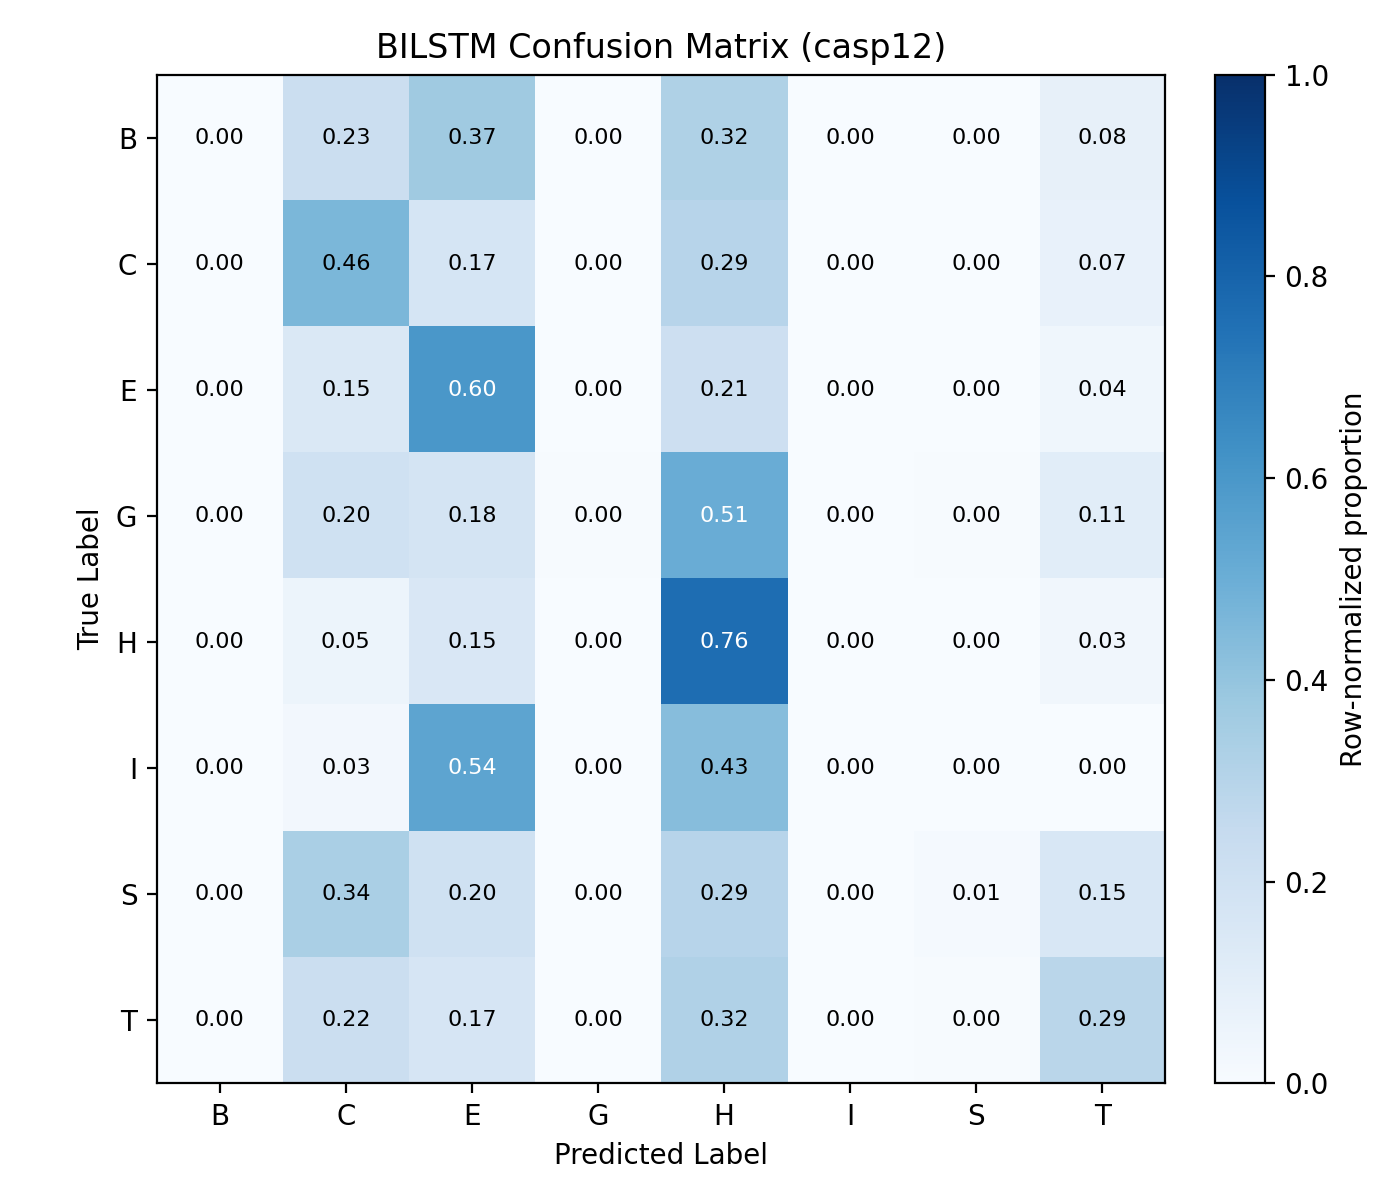 BILSTM Confusion Matrix (casp12)
B 0.00 0.23 0.37 0.00 0.32 0.00 0.00 0.08
C 0.00 0.46 0.17 0.00 0.29 0.00 0.00 0.07
E 0.00 0.15 0.60 0.00 0.21 0.00 0.00 0.04
G 0.00 0.20 0.18 0.00 0.51 0.00 0.00 0.11
H 0.00 0.05 0.15 0.00 0.76 0.00 0.00 0.03
I 0.00 0.03 0.54 0.00 0.43 0.00 0.00 0.00
S 0.00 0.34 0.20 0.00 0.29 0.00 0.01 0.15
T 0.00 0.22 0.17 0.00 0.32 0.00 0.00 0.29
B C E G H I S T
Predicted Label
True Label
1.0
0.8
0.6
0.4
0.2
0.0
Row-normalized proportion